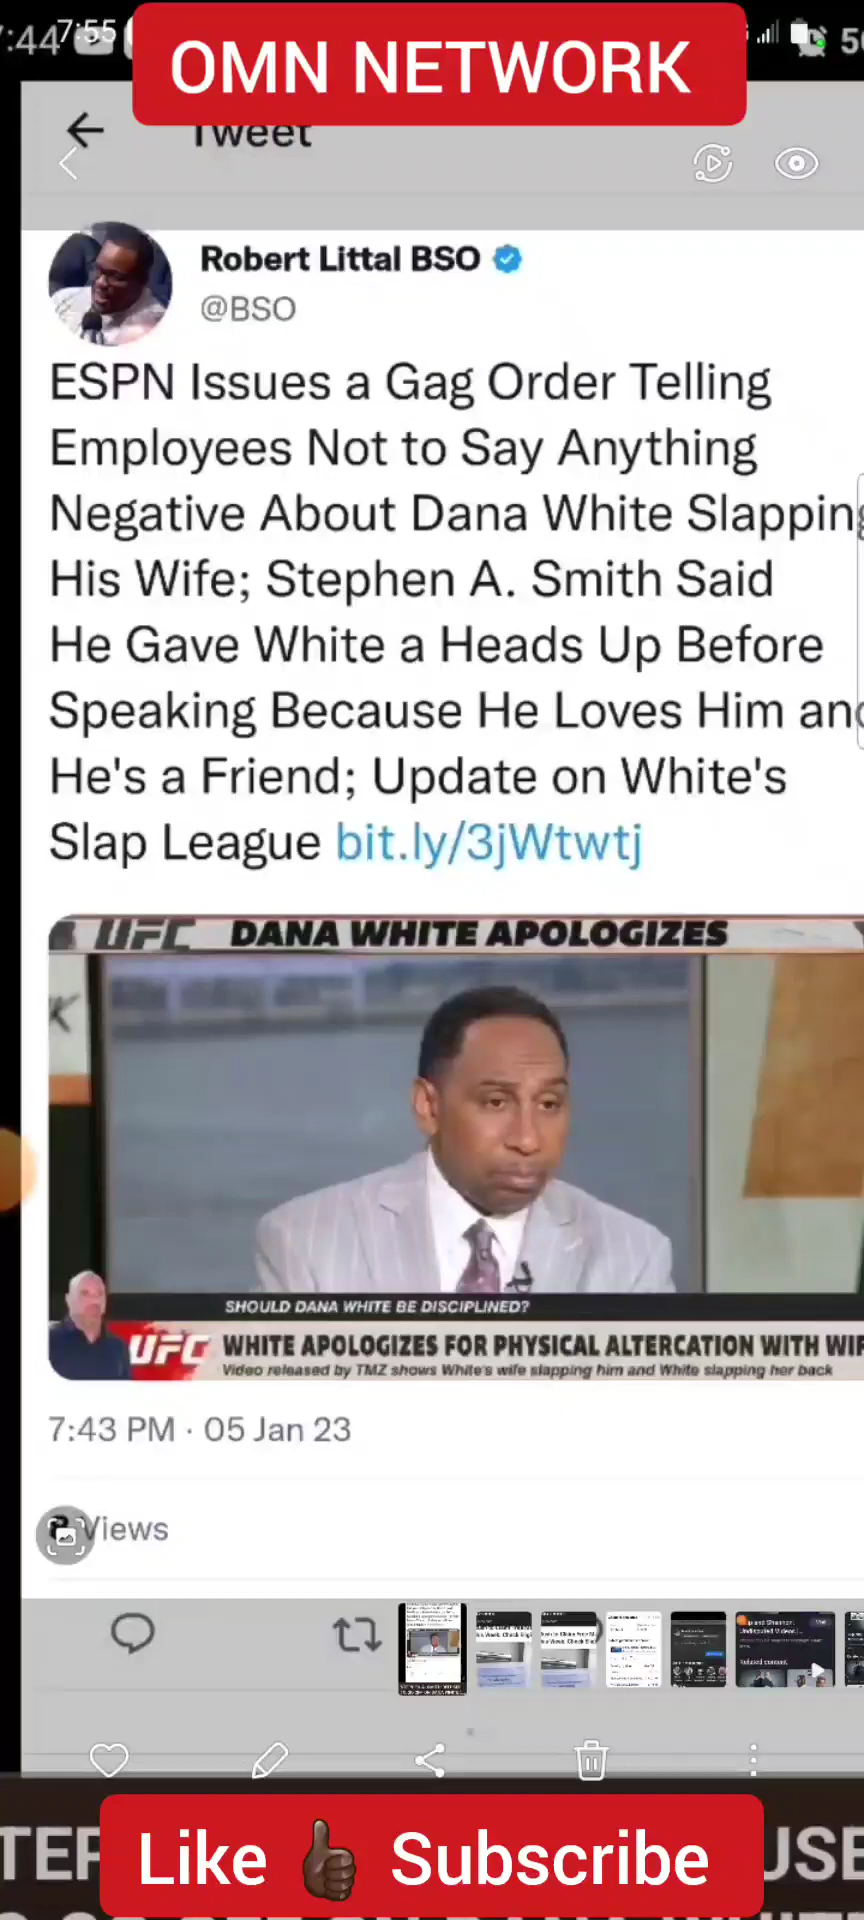 :44
7:55
OMN NETWORK
Tweet
Robert Littal BSO
@BSO
ESPN Issues a Gag Order Telling
Employees Not to Say Anything
Negative About Dana White Slapping
His Wife; Stephen A. Smith Said
He Gave White a Heads Up Before
Speaking Because He Loves Him and
He's a Friend; Update on White's
Slap League bit.ly/3jWtwtj
UFC DANA WHITE APOLOGIZES
SHOULD DANA WHITE BE DISCIPLINED?
UFC WHITE APOLOGIZES FOR PHYSICAL ALTERCATION WITH WIF
Video released by TMZ shows White's wife slapping him and White slapping her back
7:43 PM · 05 Jan 23
Views
Like 👍🏿 Subscribe